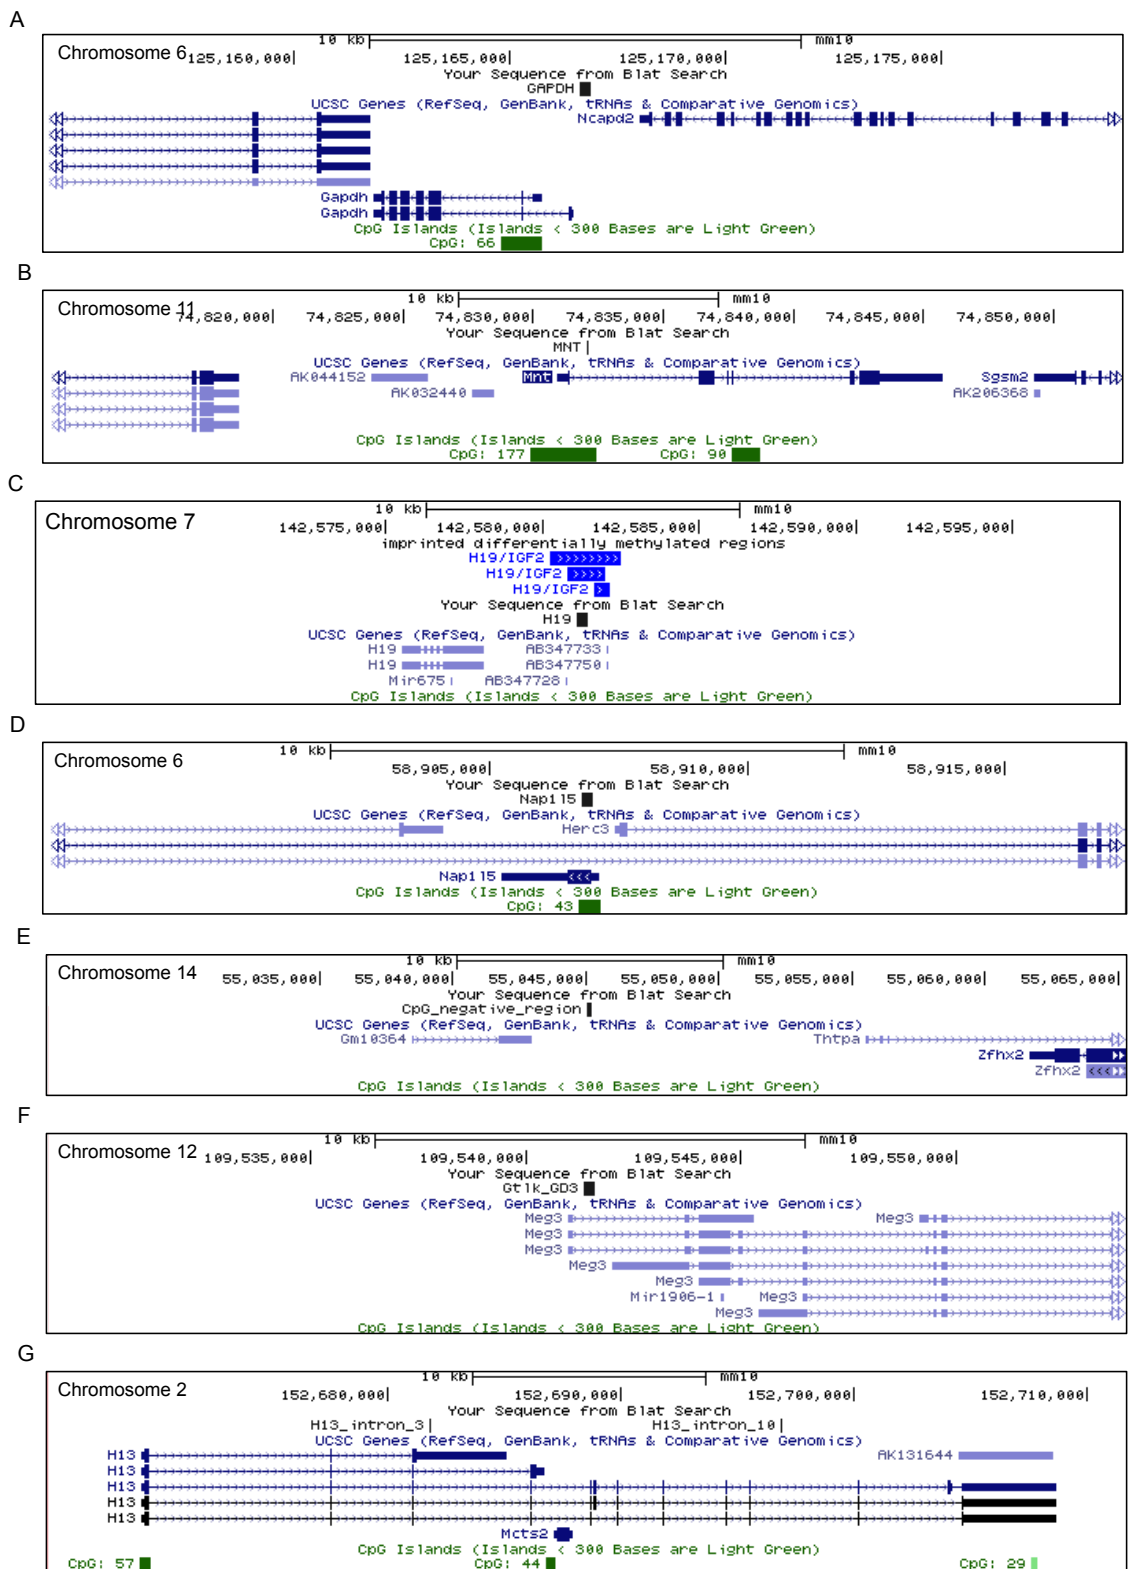 A
10 kb mm10
Chromosome 6 125,160,000| 125,165,000| 125,170,000| 125,175,000|
Your Sequence from Blat Search
GAPDH
UCSC Genes (RefSeq, GenBank, tRNAs & Comparative Genomics)
Ncapd2
Gapdh
Gapdh
CpG Islands (Islands < 300 Bases are Light Green)
CpG: 66
B
10 kb mm10
Chromosome 11 74,820,000| 74,825,000| 74,830,000| 74,835,000| 74,840,000| 74,845,000| 74,850,000|
Your Sequence from Blat Search
MNT
UCSC Genes (RefSeq, GenBank, tRNAs & Comparative Genomics)
AK044152 Mnt Sgsm2
AK032440 AK206368
CpG Islands (Islands < 300 Bases are Light Green)
CpG: 177 CpG: 90
C
10 kb mm10
Chromosome 7 142,575,000| 142,580,000| 142,585,000| 142,590,000| 142,595,000|
imprinted differentially methylated regions
H19/IGF2
H19/IGF2
H19/IGF2
Your Sequence from Blat Search
H19
UCSC Genes (RefSeq, GenBank, tRNAs & Comparative Genomics)
H19 AB347733
H19 AB347750
Mir675 AB347728
CpG Islands (Islands < 300 Bases are Light Green)
D
10 kb mm10
Chromosome 6 58,905,000| 58,910,000| 58,915,000|
Your Sequence from Blat Search
Nap1l5
UCSC Genes (RefSeq, GenBank, tRNAs & Comparative Genomics)
Herc3
Nap1l5
CpG Islands (Islands < 300 Bases are Light Green)
CpG: 43
E
10 kb mm10
Chromosome 14 55,035,000| 55,040,000| 55,045,000| 55,050,000| 55,055,000| 55,060,000| 55,065,000|
Your Sequence from Blat Search
CpG_negative_region
UCSC Genes (RefSeq, GenBank, tRNAs & Comparative Genomics)
Gm10364 Thtpa
Zfhx2
Zfhx2
CpG Islands (Islands < 300 Bases are Light Green)
F
10 kb mm10
Chromosome 12 109,535,000| 109,540,000| 109,545,000| 109,550,000|
Your Sequence from Blat Search
Gtlk_GD3
UCSC Genes (RefSeq, GenBank, tRNAs & Comparative Genomics)
Meg3 Meg3
Meg3
Meg3
Meg3
Meg3
Mir1906-1 Meg3
Meg3
CpG Islands (Islands < 300 Bases are Light Green)
G
10 kb mm10
Chromosome 2 152,680,000| 152,690,000| 152,700,000| 152,710,000|
Your Sequence from Blat Search
H13_intron_3 H13_intron_10
UCSC Genes (RefSeq, GenBank, tRNAs & Comparative Genomics)
H13 AK131644
H13
H13
H13
H13
Mcts2
CpG Islands (Islands < 300 Bases are Light Green)
CpG: 57 CpG: 44 CpG: 29